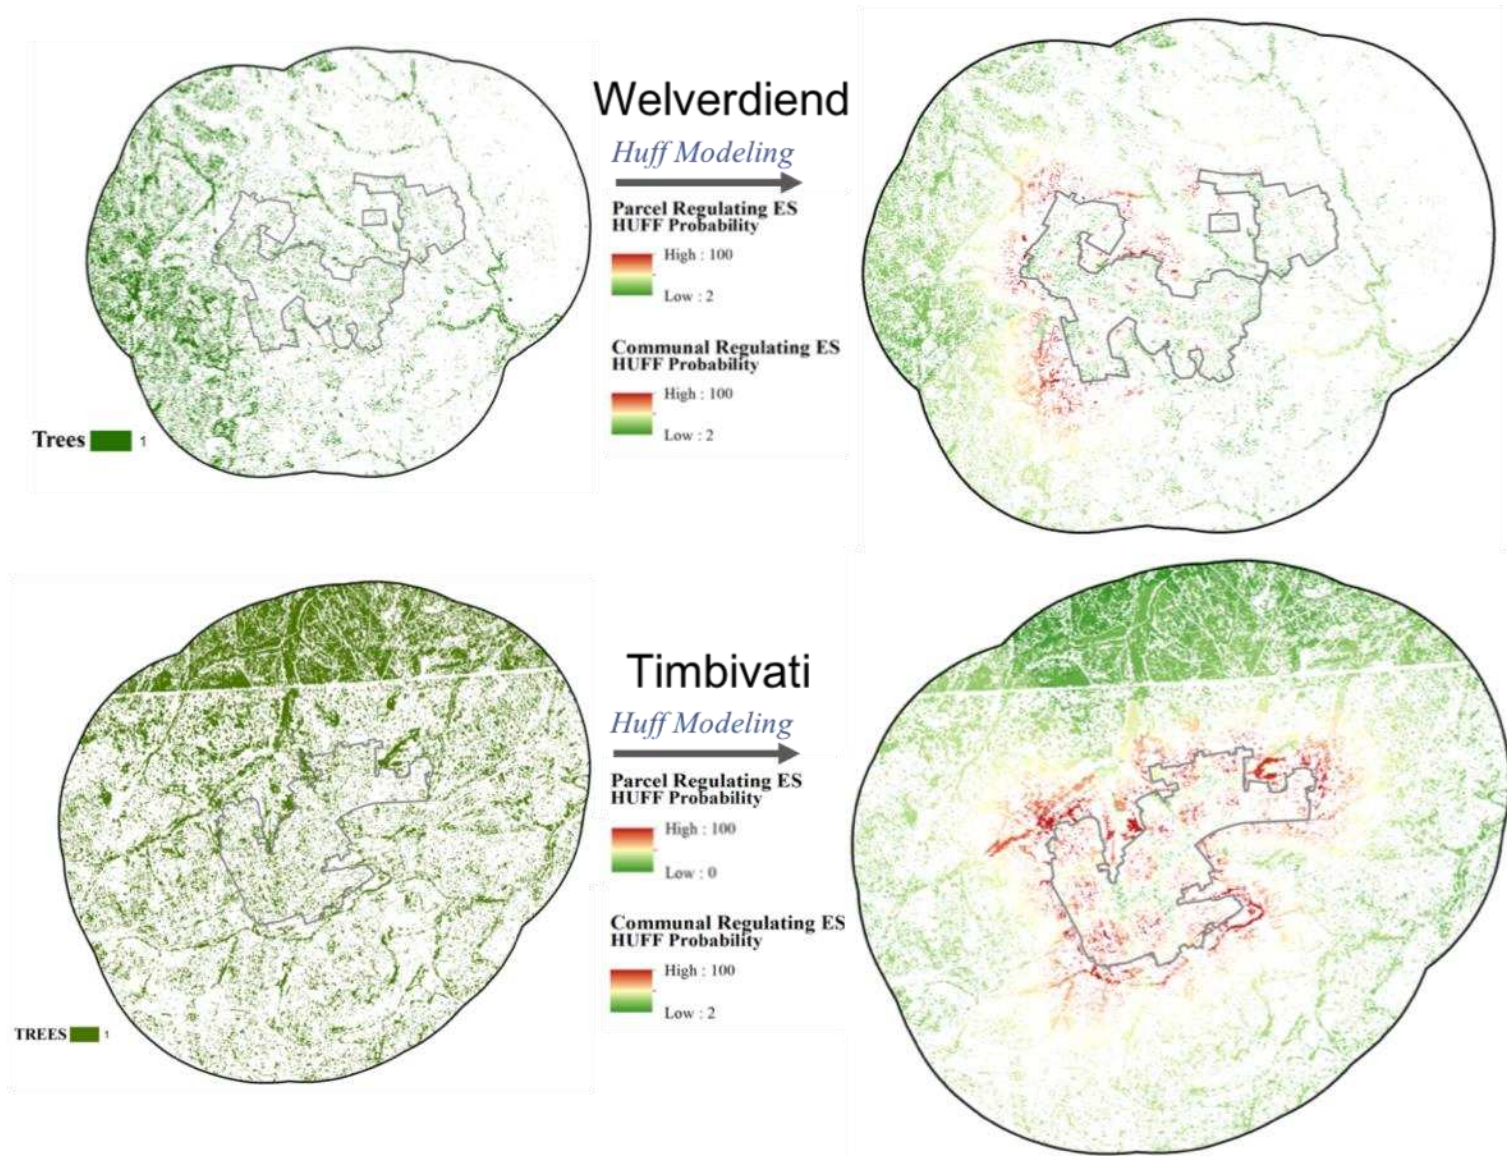 Welverdiend
Huff Modeling
Parcel Regulating ES
HUFF Probability
High : 100
Low : 2
Communal Regulating ES
HUFF Probability
High : 100
Low : 2
Trees 1
Timbivati
Huff Modeling
Parcel Regulating ES
HUFF Probability
High : 100
Low : 0
Communal Regulating ES
HUFF Probability
High : 100
Low : 2
TREES 1